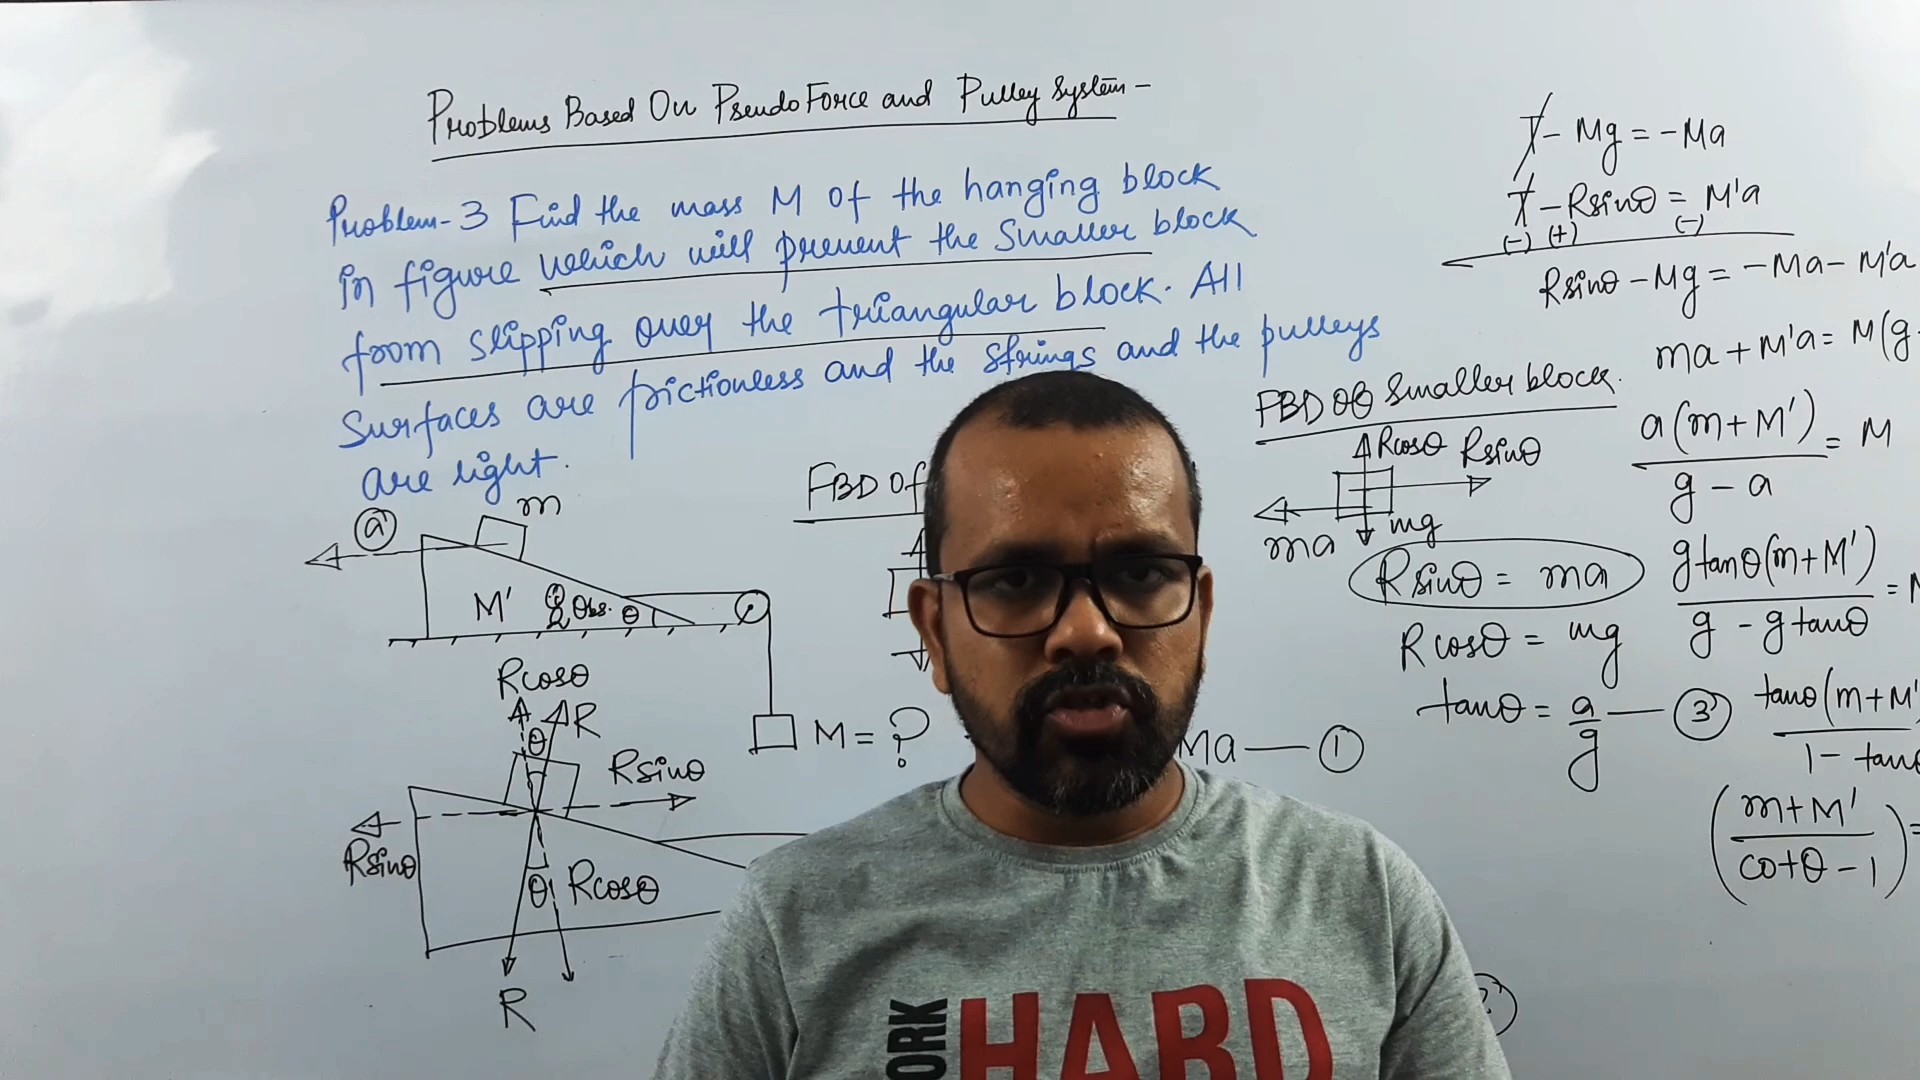 Problems Based On Pseudo Force and Pulley System-
Problem-3 Find the mass M of the hanging block
in figure which will prevent the Smaller block
from slipping over the triangular block. All
Surfaces are frictionless and the strings and the pulleys
are light.
a
m
M'
Obs.
θ
M = ?
Rcosθ
R
θ
Rsinθ
Rsinθ
θ
Rcosθ
R
FBD Of
Ma — 1
FBD Of Smaller block.
Rcosθ
Rsinθ
ma
mg
Rsinθ = ma
Rcosθ = mg
tanθ = a/g — 3
T - Mg = -Ma
T - Rsinθ = M'a
(-) (+) (-)
Rsinθ - Mg = -Ma - M'a
ma + M'a = M(g
a(m+M')/g - a = M
gtanθ(m+M')/g - gtanθ =
tanθ(m+M'/1 - tanθ
(m+M'/cotθ - 1) =
ORK
HARD